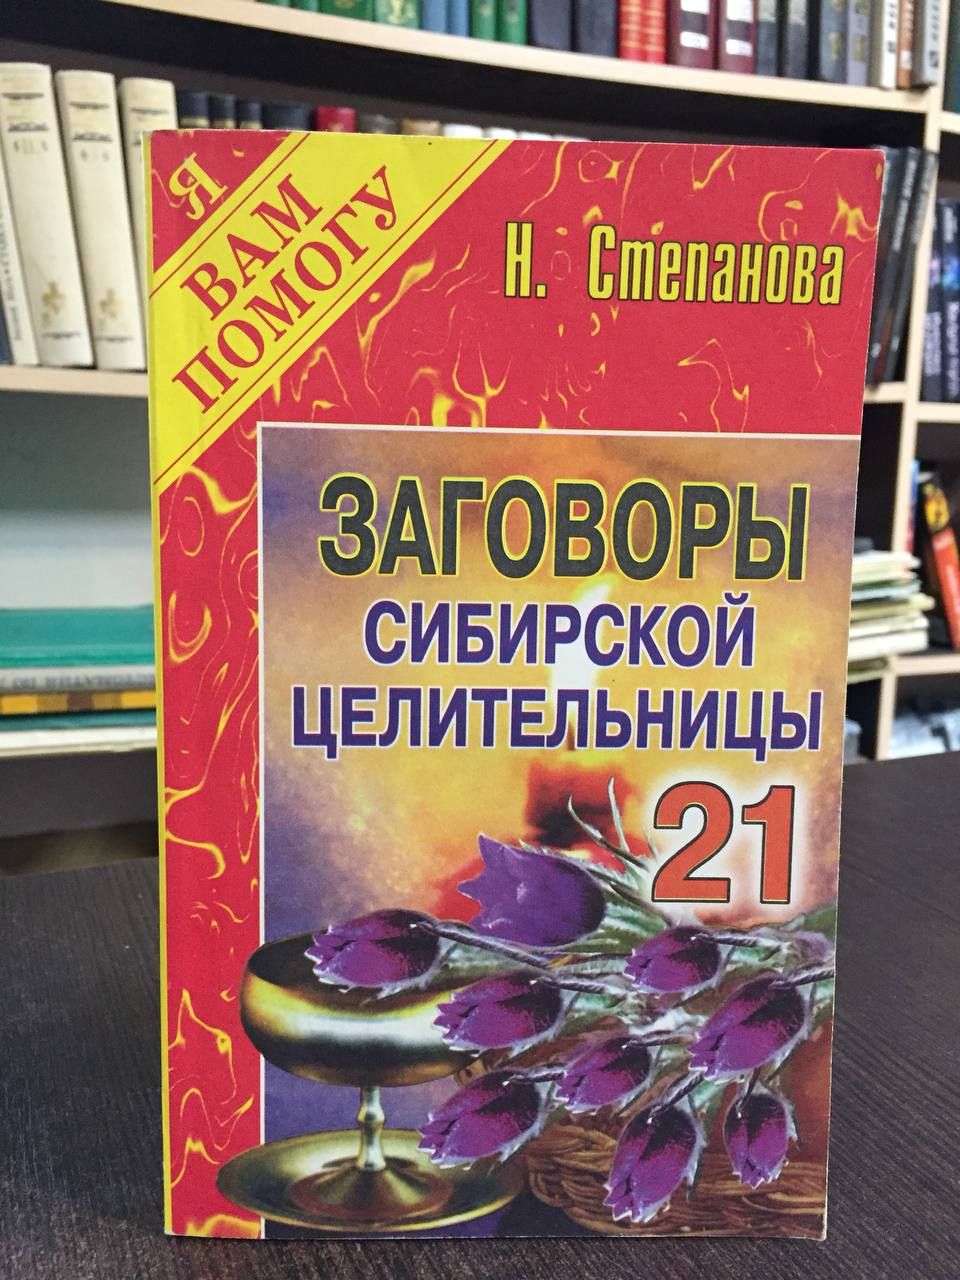 Я
ВАМ
ПОМОГУ
Н. Степанова
ЗАГОВОРЫ
СИБИРСКОЙ
ЦЕЛИТЕЛЬНИЦЫ
21